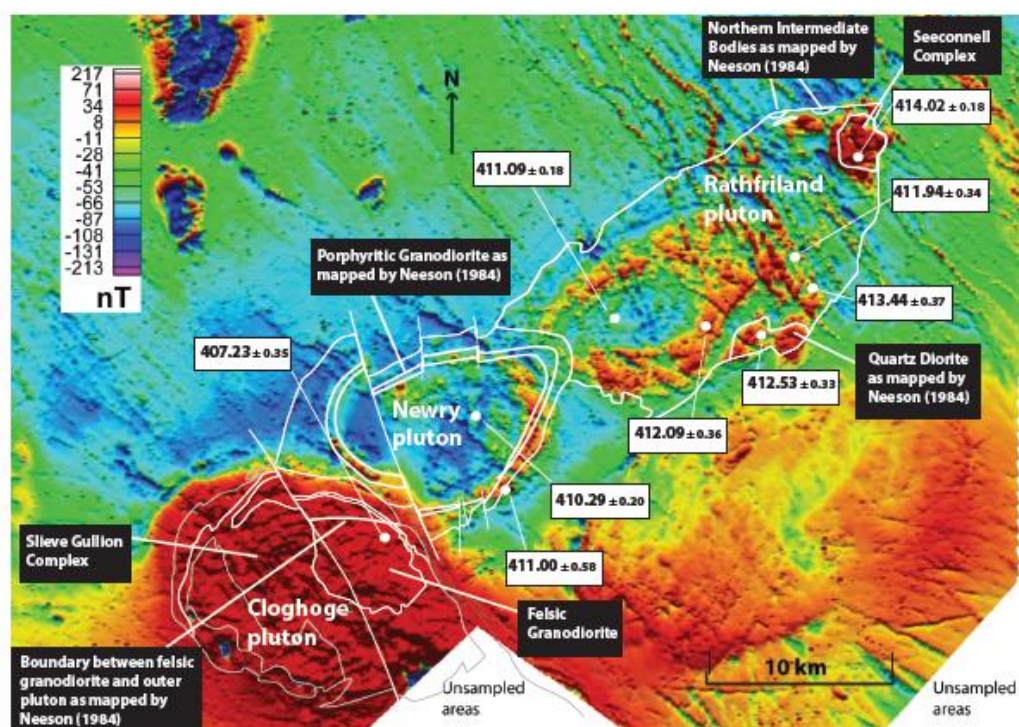 217
71
34
8
-11
-28
-41
-53
-66
-87
-108
-131
-213
nT
N
Northern Intermediate
Bodies as mapped by
Neeson (1984)
Seeconnell
Complex
414.02 ± 0.18
411.09 ± 0.18
Rathfriland
pluton
411.94 ± 0.34
Porphyritic Granodiorite as
mapped by Neeson (1984)
413.44 ± 0.37
407.23 ± 0.35
Quartz Diorite
as mapped by
Neeson (1984)
412.53 ± 0.33
Newry
pluton
412.09 ± 0.36
410.29 ± 0.20
Slieve Gullion
Complex
411.00 ± 0.58
Cloghoge
pluton
Felsic
Granodiorite
Boundary between felsic
granodiorite and outer
pluton as mapped by
Neeson (1984)
10 km
Unsampled
areas
Unsampled
areas